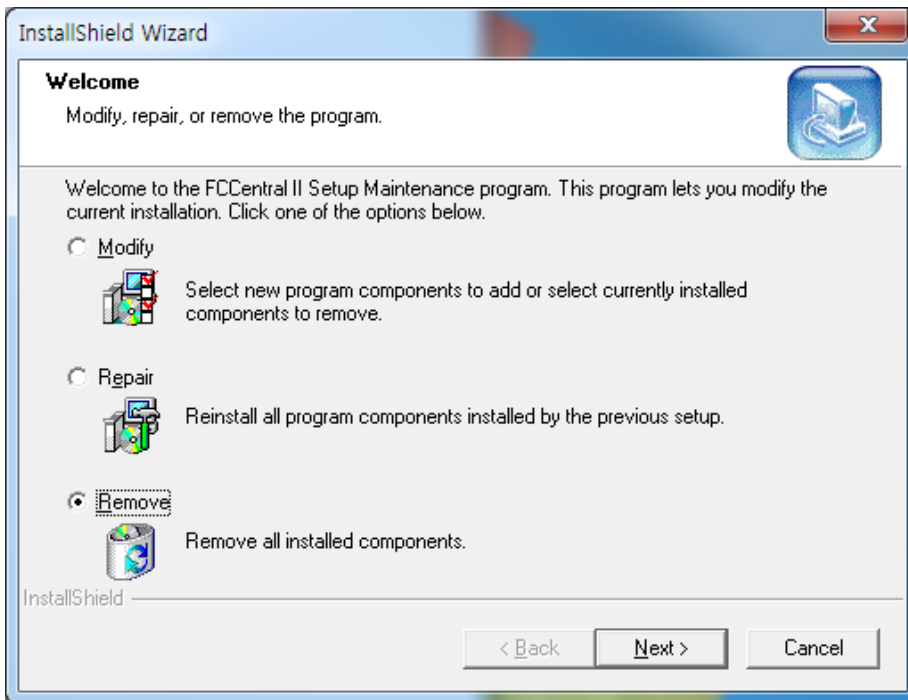 InstallShield Wizard
Welcome
Modify, repair, or remove the program.
Welcome to the FCCentral II Setup Maintenance program. This program lets you modify the
current installation. Click one of the options below.
Modify
Select new program components to add or select currently installed
components to remove.
Repair
Reinstall all program components installed by the previous setup.
Remove
Remove all installed components.
InstallShield
< Back
Next >
Cancel